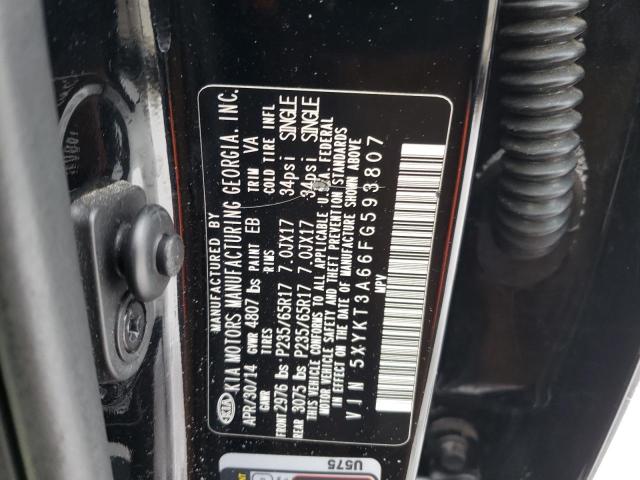 KIA KIA MOTORS MANUFACTURING GEORGIA. INC.
APR/30/14 GVWR 4807 lbs PAINT EB TRIM VA
GAWR TIRES -RIMS COLD TIRE INFL
FRONT 2976 lbs - P235/65R17 7.0JX17 34psi SINGLE
REAR 3075 lbs P235/65R17 7.0JX17 34psi SINGLE
THIS VEHICLE CONFORMS TO ALL APPLICABLE U.S.A. FEDERAL
MOTOR VEHICLE SAFETY AND THEFT PREVENTION STANDARDS
IN EFFECT ON THE DATE OF MANUFACTURE SHOWN ABOVE
VIN 5XYKT3A66FG593807
MPV
U575